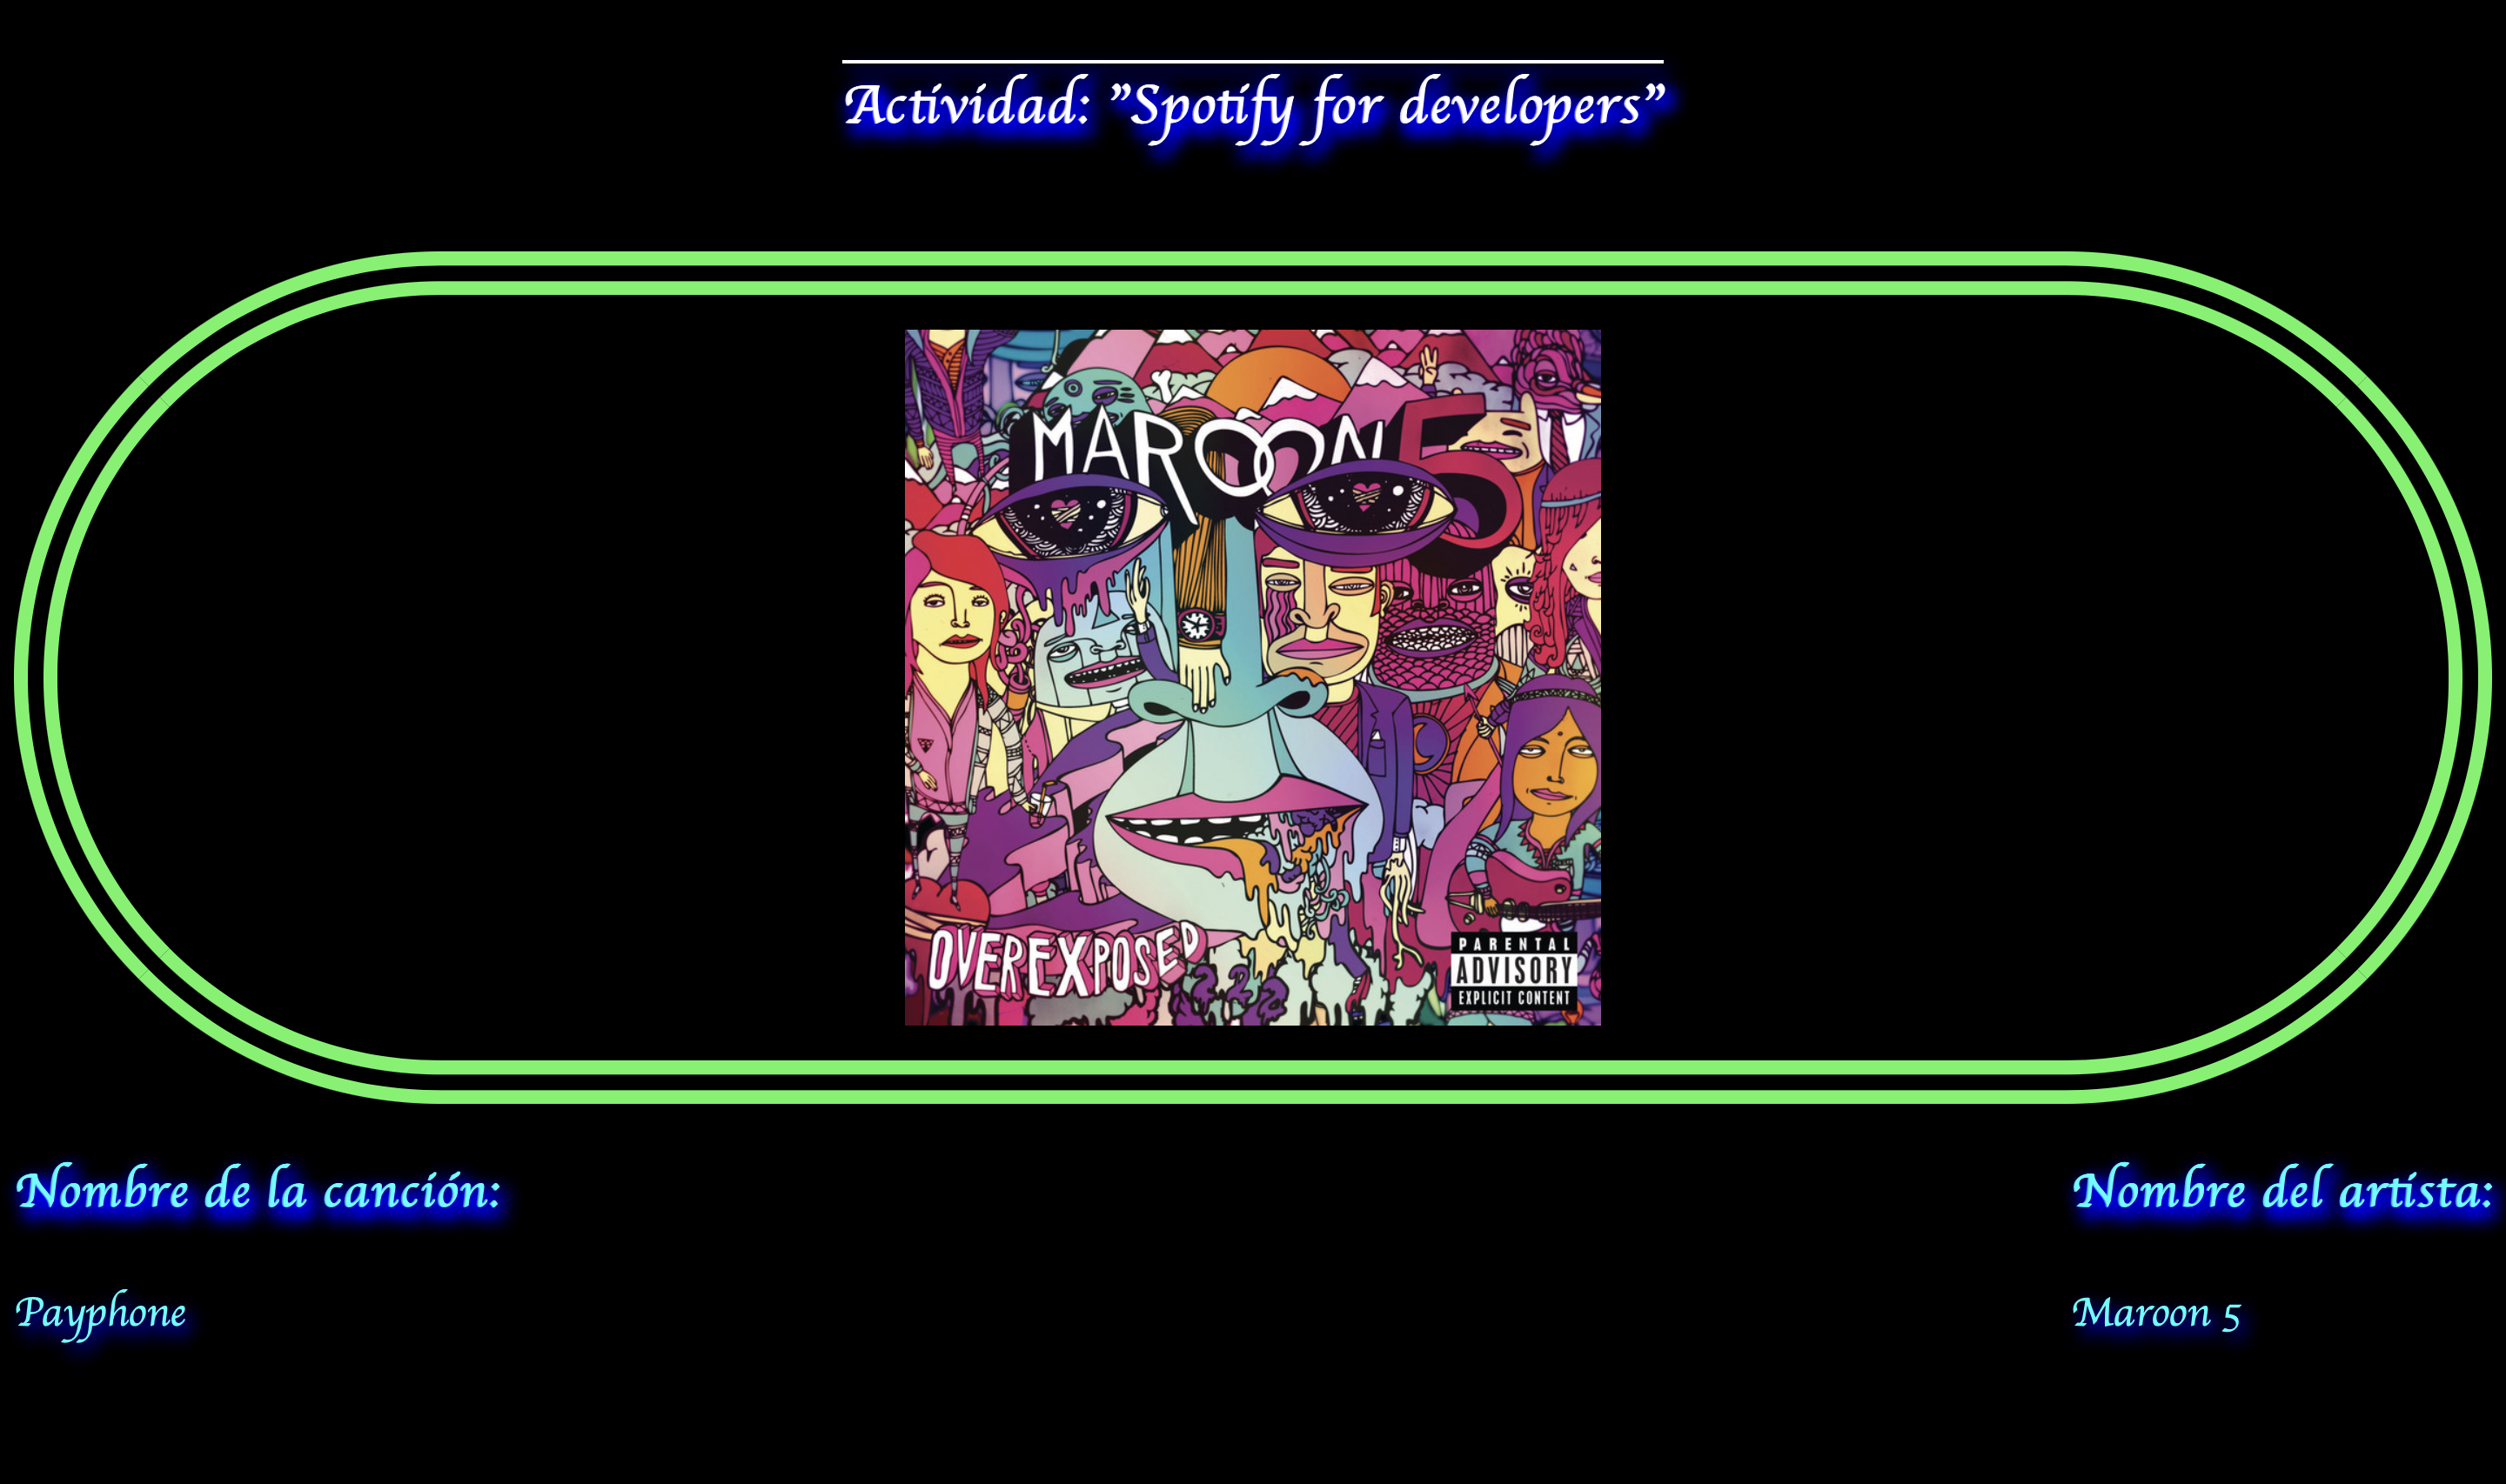 Actividad: "Spotify for developers"
MAROON 5
OVEREXPOSED
PARENTAL
ADVISORY
EXPLICIT CONTENT
Nombre de la canción:
Nombre del artista:
Payphone
Maroon 5